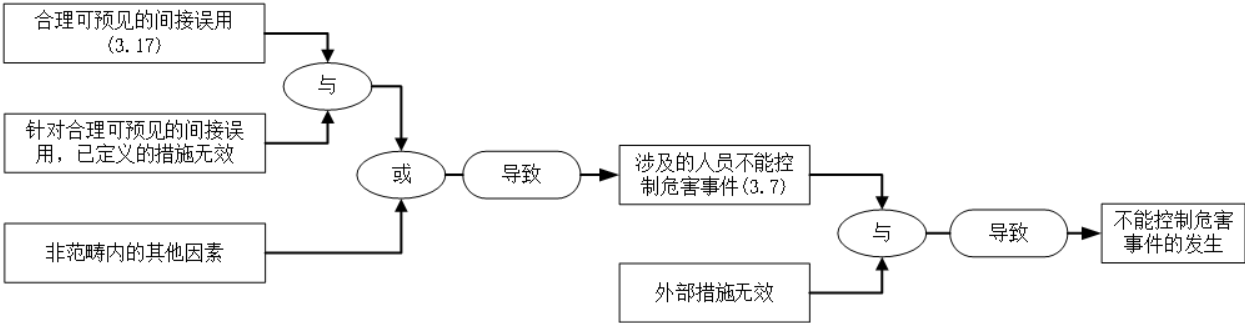 合理可预见的间接误用
(3.17)
与
针对合理可预见的间接误
用，已定义的措施无效
或
导致
涉及的人员不能控
制危害事件(3.7)
非范畴内的其他因素
与
导致
不能控制危害
事件的发生
外部措施无效